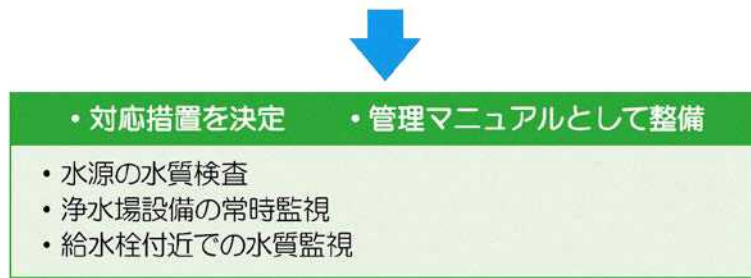 ・対応措置を決定　　・管理マニュアルとして整備
・水源の水質検査
・浄水場設備の常時監視
・給水栓付近での水質監視